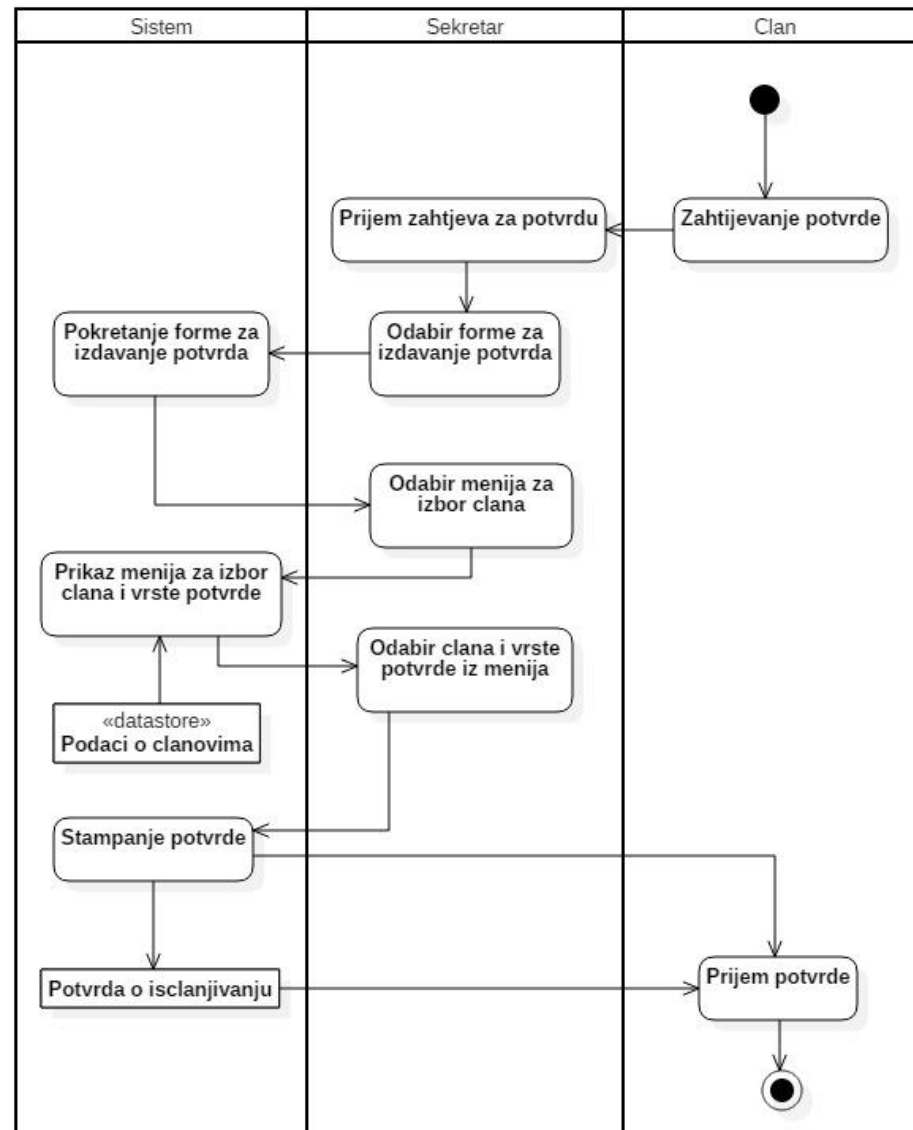 Sistem
Sekretar
Clan
Prijem zahtjeva za potvrdu
Zahtijevanje potvrde
Pokretanje forme za
izdavanje potvrda
Odabir forme za
izdavanje potvrda
Odabir menija za
izbor clana
Prikaz menija za izbor
clana i vrste potvrde
Odabir clana i vrste
potvrde iz menija
«datastore»
Podaci o clanovima
Stampanje potvrde
Potvrda o isclanjivanju
Prijem potvrde